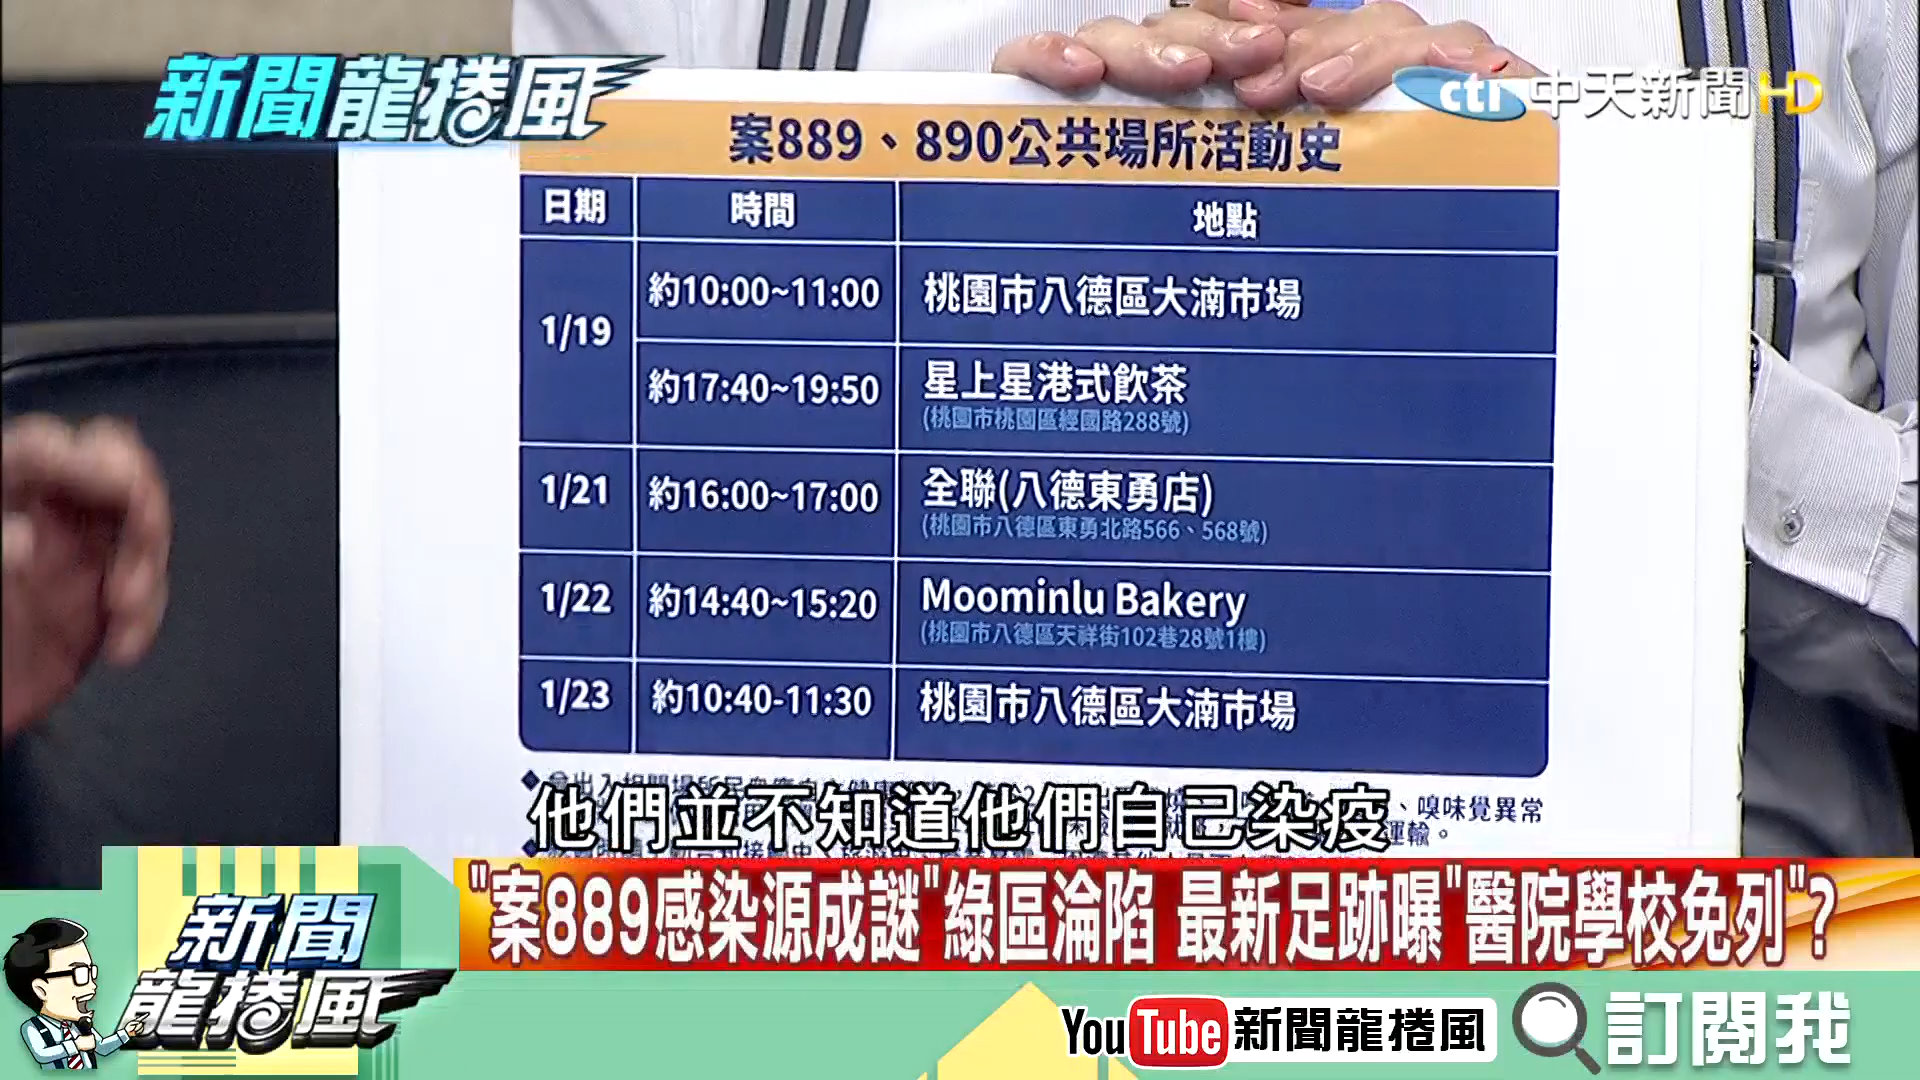 新聞龍捲風
cti 中天新聞HD
案889、890公共場所活動史
日期 時間 地點
1/19 約10:00~11:00 桃園市八德區大湳市場
約17:40~19:50 星上星港式飲茶
(桃園市桃園區經國路288號)
1/21 約16:00~17:00 全聯(八德東勇店)
(桃園市八德區東勇北路566、568號)
1/22 約14:40~15:20 Moominlu Bakery
(桃園市八德區天祥街102巷28號1樓)
1/23 約10:40-11:30 桃園市八德區大湳市場
、嗅味覺異常
運輸。
他們並不知道他們自己染疫
"案889感染源成謎"綠區淪陷 最新足跡曝"醫院學校免列"?
新聞
龍捲風
YouTube 新聞龍捲風 訂閱我